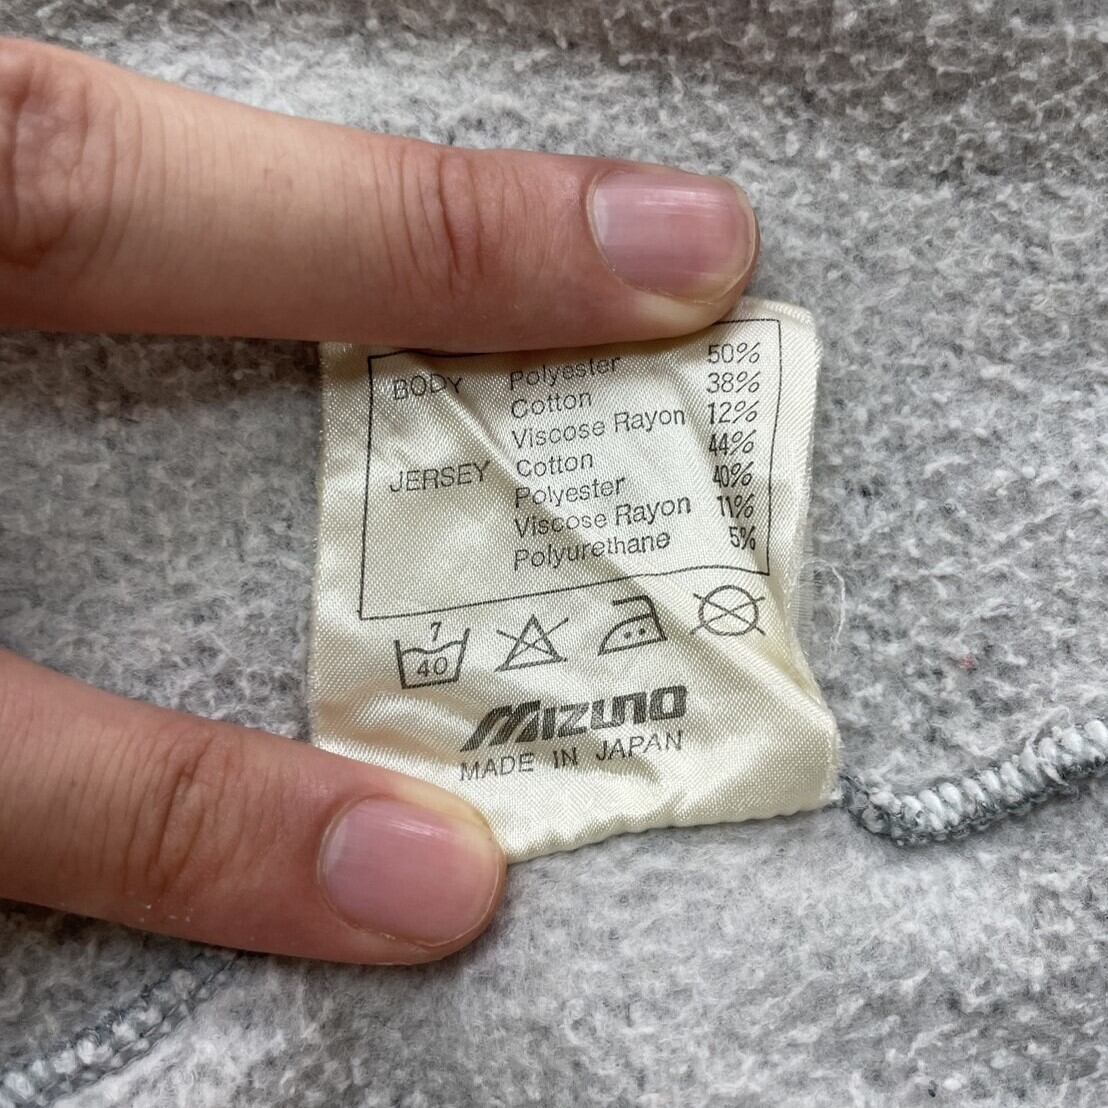 BODY Polyester 50%
Cotton 38%
Viscose Rayon 12%
JERSEY Cotton 44%
Polyester 40%
Viscose Rayon 11%
Polyurethane 5%
7
40
MIZUNO
MADE IN JAPAN